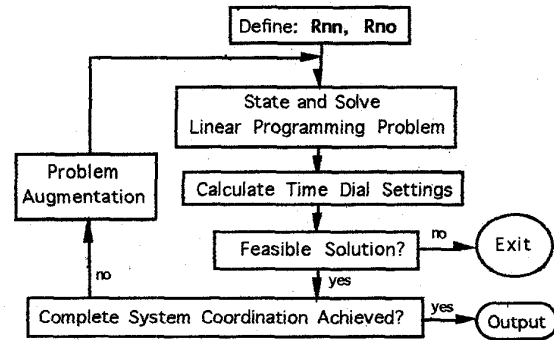 Define: Rnn, Rno
State and Solve
Linear Programming Problem
Problem
Augmentation
Calculate Time Dial Settings
Feasible Solution?
no
Exit
no
yes
Complete System Coordination Achieved?
yes
Output